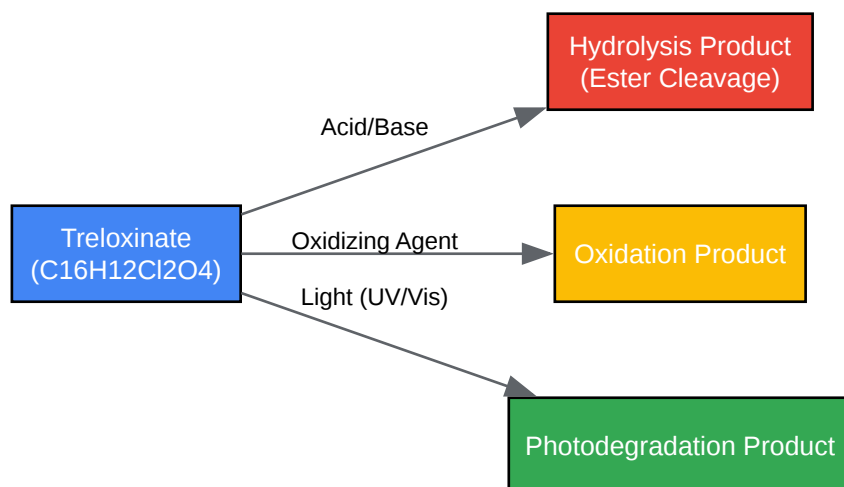 Hydrolysis Product
(Ester Cleavage)
Acid/Base
Treloxinate
(C16H12Cl2O4)
Oxidizing Agent
Oxidation Product
Light (UV/Vis)
Photodegradation Product